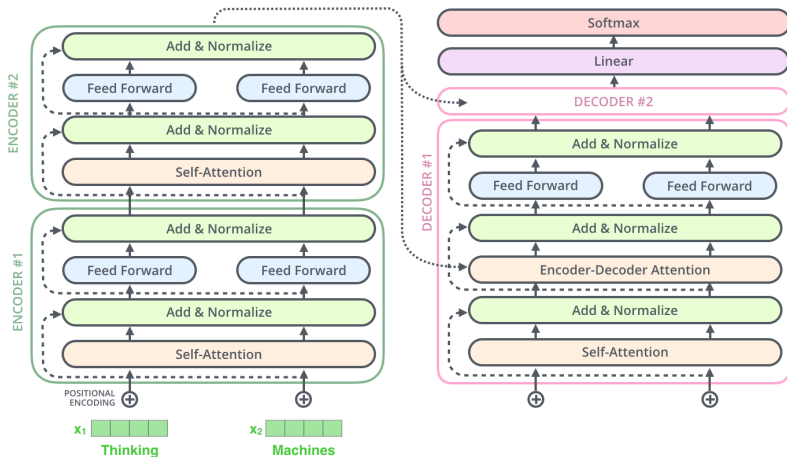 ENCODER #2
Add & Normalize
Feed Forward
Feed Forward
Add & Normalize
Self-Attention
ENCODER #1
Add & Normalize
Feed Forward
Feed Forward
Add & Normalize
Self-Attention
POSITIONAL
ENCODING
x₁
x₂
Thinking
Machines
Softmax
Linear
DECODER #2
DECODER #1
Add & Normalize
Feed Forward
Feed Forward
Add & Normalize
Encoder-Decoder Attention
Add & Normalize
Self-Attention